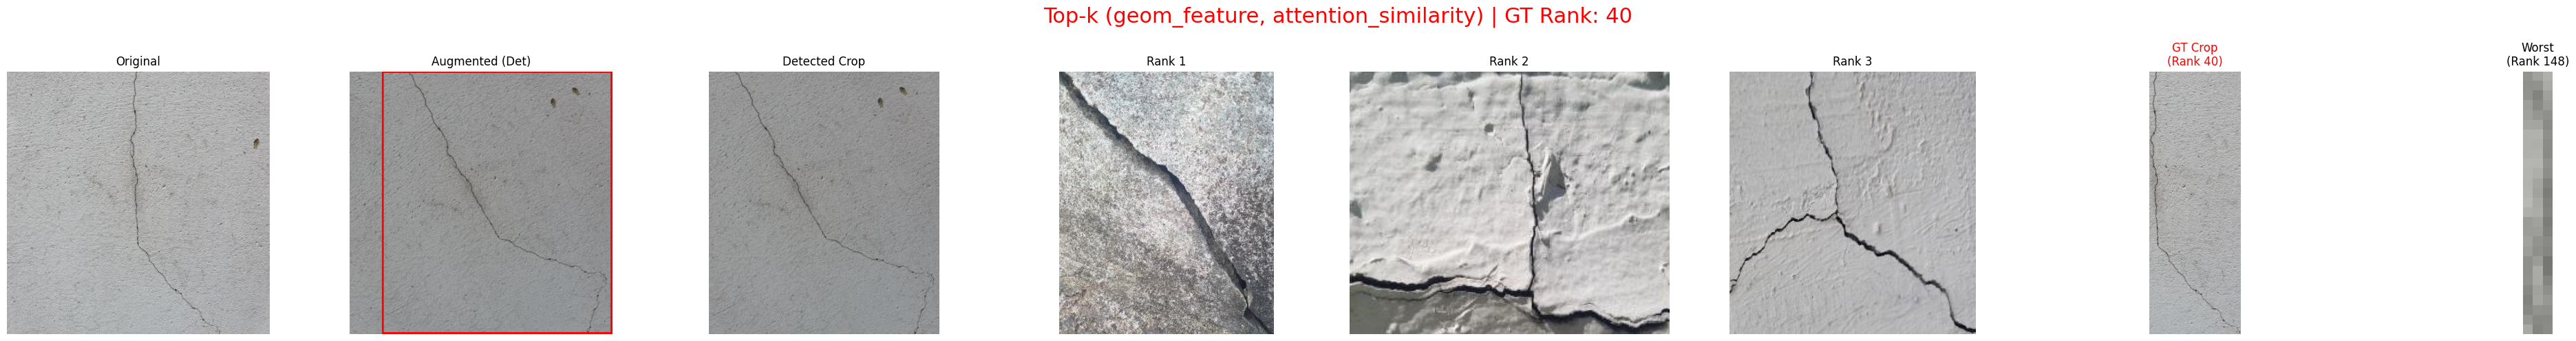 Top-k (geom_feature, attention_similarity) | GT Rank: 40
Original
Augmented (Det)
Detected Crop
Rank 1
Rank 2
Rank 3
GT Crop
(Rank 40)
Worst
(Rank 148)